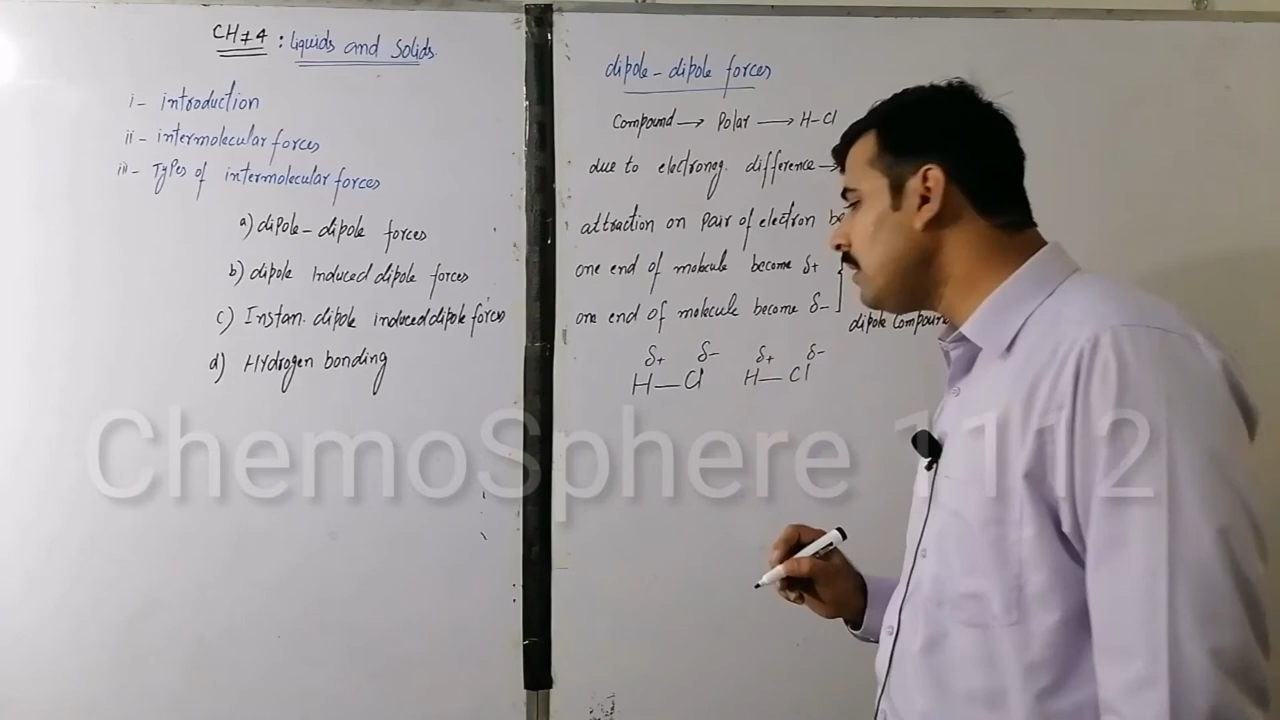 CH#4 : Liquids and Solids
i- introduction
ii- intermolecular forces
iii- Types of intermolecular forces
a) dipole-dipole forces
b) dipole Induced dipole forces
c) Instan. dipole induced dipole forces
d) Hydrogen bonding
dipole-dipole forces
Compound → Polar → H-Cl
due to electroneg. difference →
attraction on Pair of electron
one end of molecule become δ+
one end of molecule become δ-
dipole Compound
δ+ δ- δ+ δ-
H—Cl H—Cl
ChemoSphere 1112